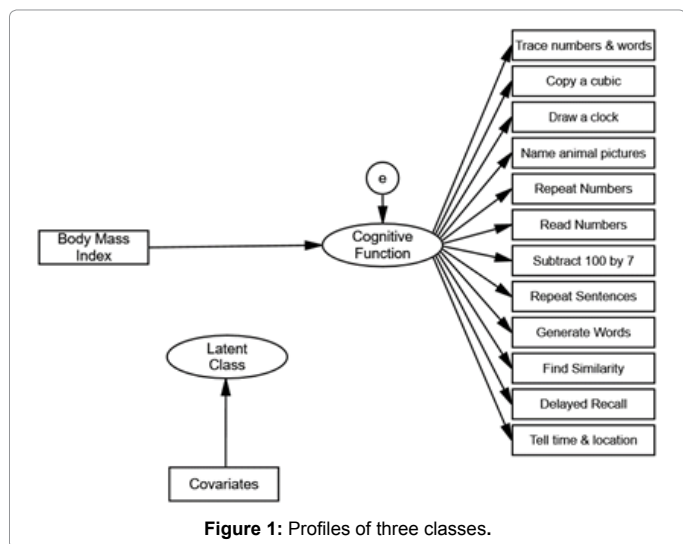 Trace numbers & words
Copy a cubic
Draw a clock
Name animal pictures
e
Repeat Numbers
Cognitive
Function
Read Numbers
Body Mass
Index
Subtract 100 by 7
Repeat Sentences
Generate Words
Latent
Class
Find Similarity
Delayed Recall
Tell time & location
Covariates
Figure 1: Profiles of three classes.